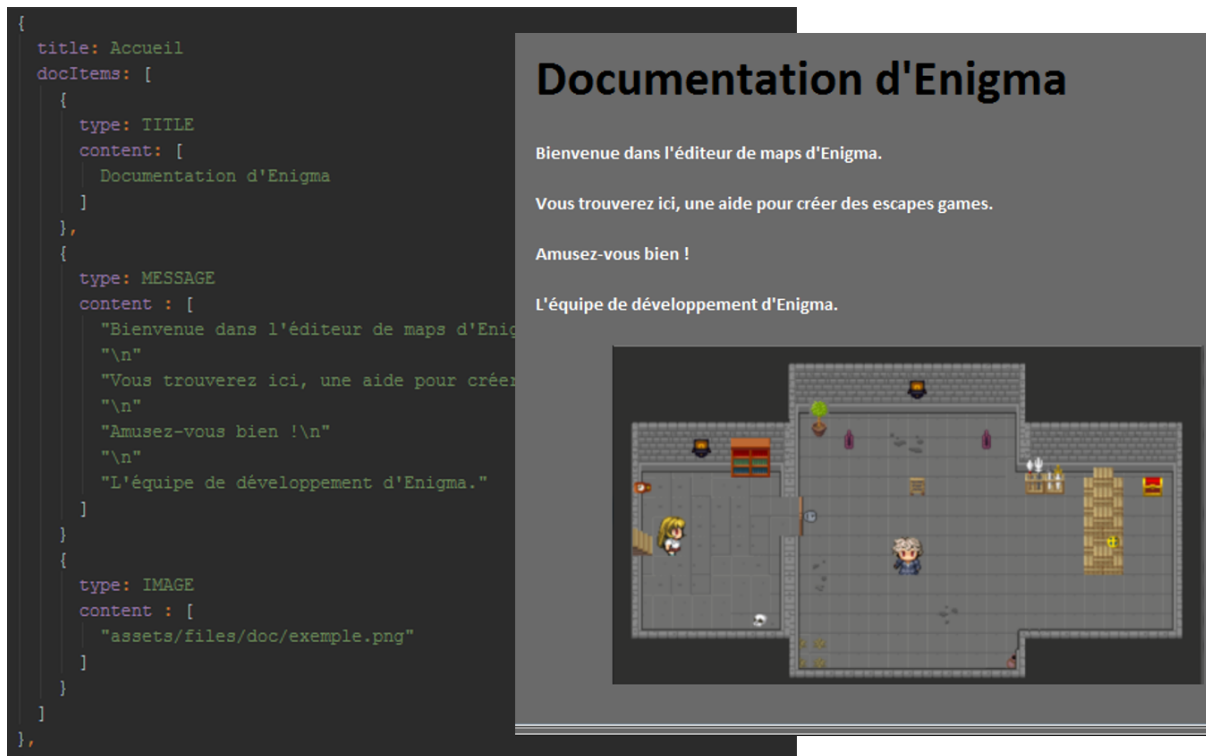 {
title: Accueil
docItems: [
{
type: TITLE
content: [
Documentation d'Enigma
]
},
{
type: MESSAGE
content : [
"Bienvenue dans l'éditeur de maps d'Enig
"\n"
"Vous trouverez ici, une aide pour créer
"\n"
"Amusez-vous bien !\n"
"\n"
"L'équipe de développement d'Enigma."
]
}
{
type: IMAGE
content : [
"assets/files/doc/exemple.png"
]
}
]
},
Documentation d'Enigma
Bienvenue dans l'éditeur de maps d'Enigma.
Vous trouverez ici, une aide pour créer des escapes games.
Amusez-vous bien !
L'équipe de développement d'Enigma.